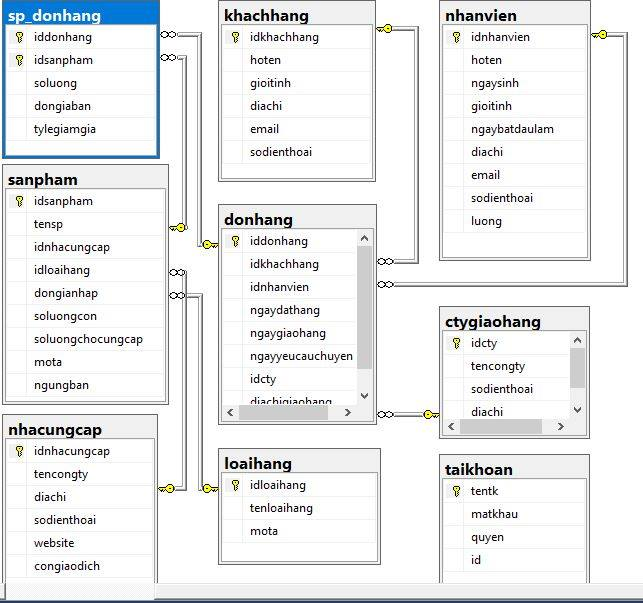 sp_donhang
iddonhang
idsanpham
soluong
dongiaban
tylegiamgia
khachhang
idkhachhang
hoten
gioitinh
diachi
email
sodienthoai
nhanvien
idnhanvien
hoten
ngaysinh
gioitinh
ngaybatdaulam
diachi
email
sodienthoai
luong
sanpham
idsanpham
tensp
idnhacungcap
idloaihang
dongianhap
soluongcon
soluongchocungcap
mota
ngungban
donhang
iddonhang
idkhachhang
idnhanvien
ngaydathang
ngaygiaohang
ngayyeucauchuyen
idcty
diachigiaohang
ctygiaohang
idcty
tencongty
sodienthoai
diachi
nhacungcap
idnhacungcap
tencongty
diachi
sodienthoai
website
congiaodich
loaihang
idloaihang
tenloaihang
mota
taikhoan
tentk
matkhau
quyen
id